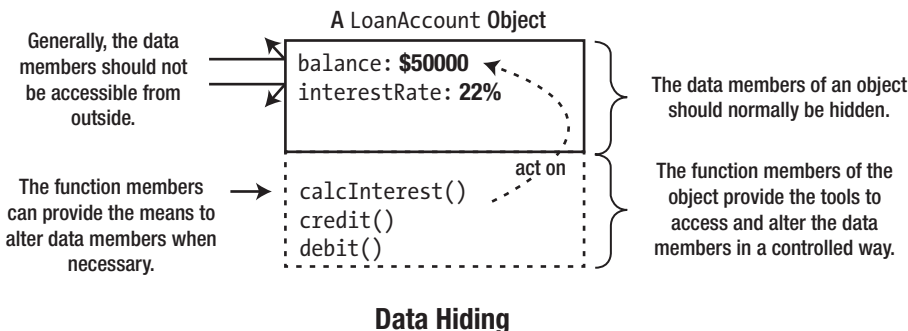 A LoanAccount Object
Generally, the data
members should not
be accessible from
outside.
balance: $50000
interestRate: 22%
The data members of an object
should normally be hidden.
act on
The function members
can provide the means to
alter data members when
necessary.
calcInterest()
credit()
debit()
The function members of the
object provide the tools to
access and alter the data
members in a controlled way.
Data Hiding